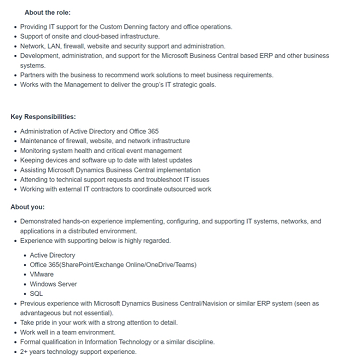 About the role:
Providing IT support for the Custom Denning factory and office operations.
Support of onsite and cloud-based infrastructure.
Network, LAN, firewall, website and security support and administration.
Development, administration, and support for the Microsoft Business Central based ERP and other business
systems.
Partners with the business to recommend work solutions to meet business requirements.
Works with the Management to deliver the group's IT strategic goals.
Key Responsibilities:
Administration of Active Directory and Office 365
Maintenance of firewall, website, and network infrastructure
Monitoring system health and critical event management
Keeping devices and software up to date with latest updates
Assisting Microsoft Dynamics Business Central implementation
Attending to technical support requests and troubleshoot IT issues
Working with external IT contractors to coordinate outsourced work
About you:
Demonstrated hands-on experience implementing, configuring, and supporting IT systems, networks, and
applications in a distributed environment.
Experience with supporting below is highly regarded.
Active Directory
Office 365(SharePoint/Exchange Online/OneDrive/Teams)
VMware
Windows Server
SQL
Previous experience with Microsoft Dynamics Business Central/Navision or similar ERP system (seen as
advantageous but not essential).
Take pride in your work with a strong attention to detail.
Work well in a team environment.
Formal qualification in Information Technology or a similar discipline.
2+ years technology support experience.